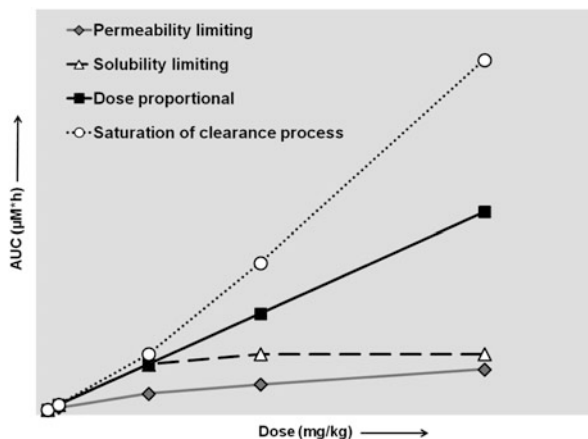 Permeability limiting
Solubility limiting
Dose proportional
Saturation of clearance process
AUC (µM*h)
Dose (mg/kg)